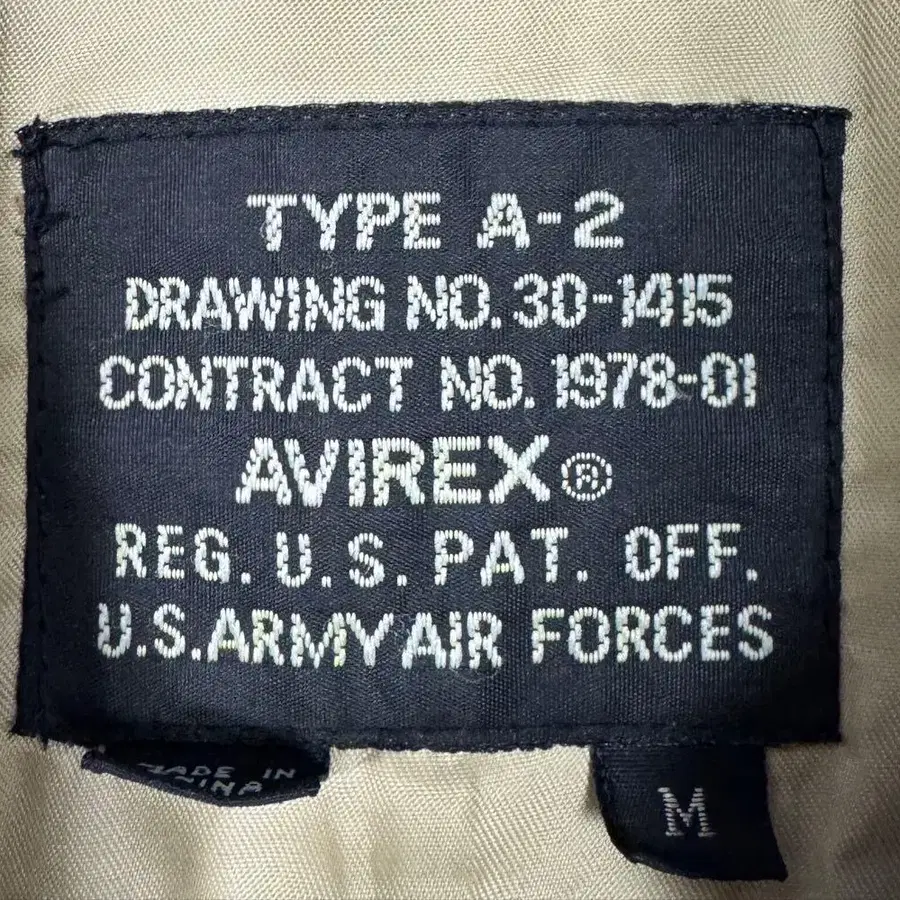 TYPE A-2
DRAWING NO. 30-1415
CONTRACT NO. 1978-01
AVIREX®
REG. U.S. PAT. OFF.
U.S. ARMY AIR FORCES
MADE IN
CHINA
M